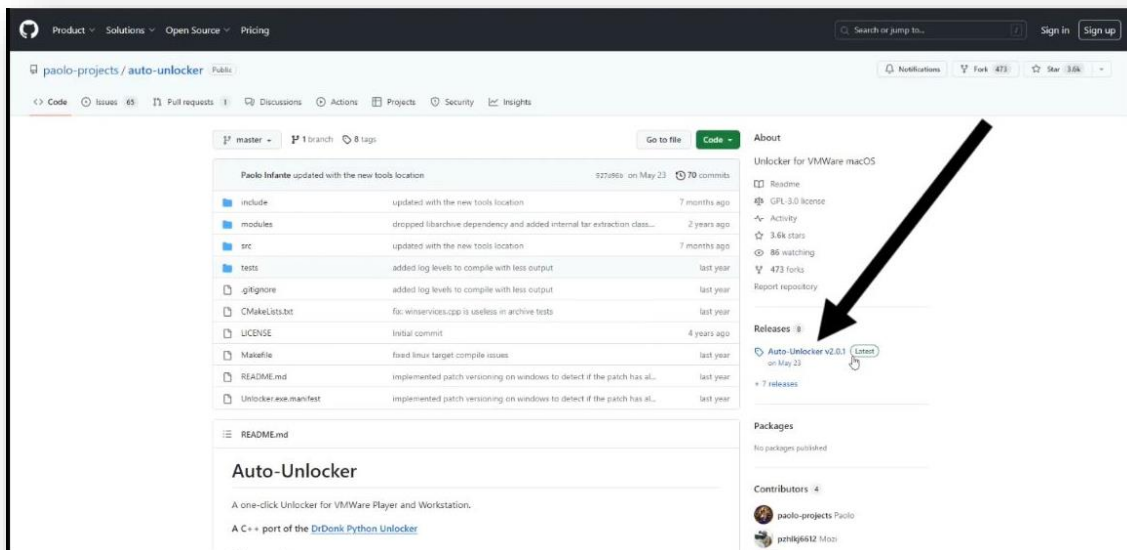 Product Solutions Open Source Pricing
Search or jump to... / Sign in Sign up
paolo-projects / auto-unlocker Public
Notifications Fork 473 Star 3.6k
Code Issues 65 Pull requests 1 Discussions Actions Projects Security Insights
master 1 branch 8 tags Go to file Code
Paolo Infante updated with the new tools location on May 23 70 commits
include updated with the new tools location 7 months ago
modules dropped libarchive dependency and added internal tar extraction class... 2 years ago
src updated with the new tools location 7 months ago
tests added log levels to compile with less output last year
.gitignore added log levels to compile with less output last year
CMakeLists.txt fix: winservices.cpp is useless in archive tests last year
LICENSE Initial commit 4 years ago
Makefile fixed linux target compile issues last year
README.md implemented patch versioning on windows to detect if the patch has al... last year
Unlocker.exe.manifest implemented patch versioning on windows to detect if the patch has al... last year
README.md
Auto-Unlocker
A one-click Unlocker for VMWare Player and Workstation.
A C++ port of the DrDonk Python Unlocker
About
Unlocker for VMWare macOS
Readme
GPL-3.0 license
Activity
3.6k stars
86 watching
473 forks
Report repository
Releases 8
Auto-Unlocker v2.0.1 Latest
on May 23
+ 7 releases
Packages
No packages published
Contributors 4
paolo-projects Paolo
pzhlkj6612 Mozi